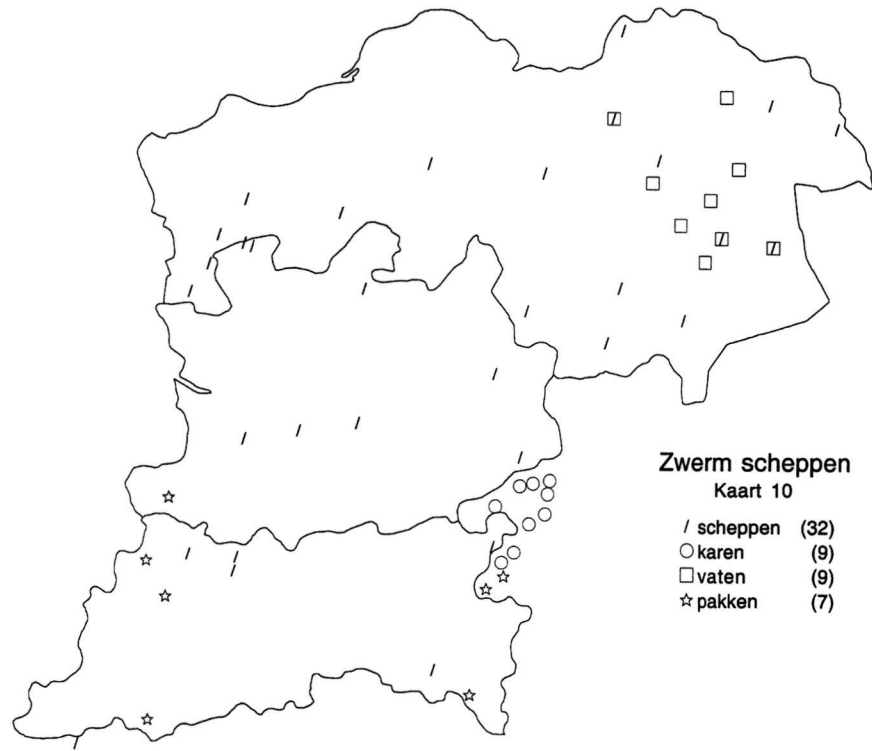 Zwerm scheppen
Kaart 10
scheppen (32)
karen (9)
vaten (9)
pakken (7)